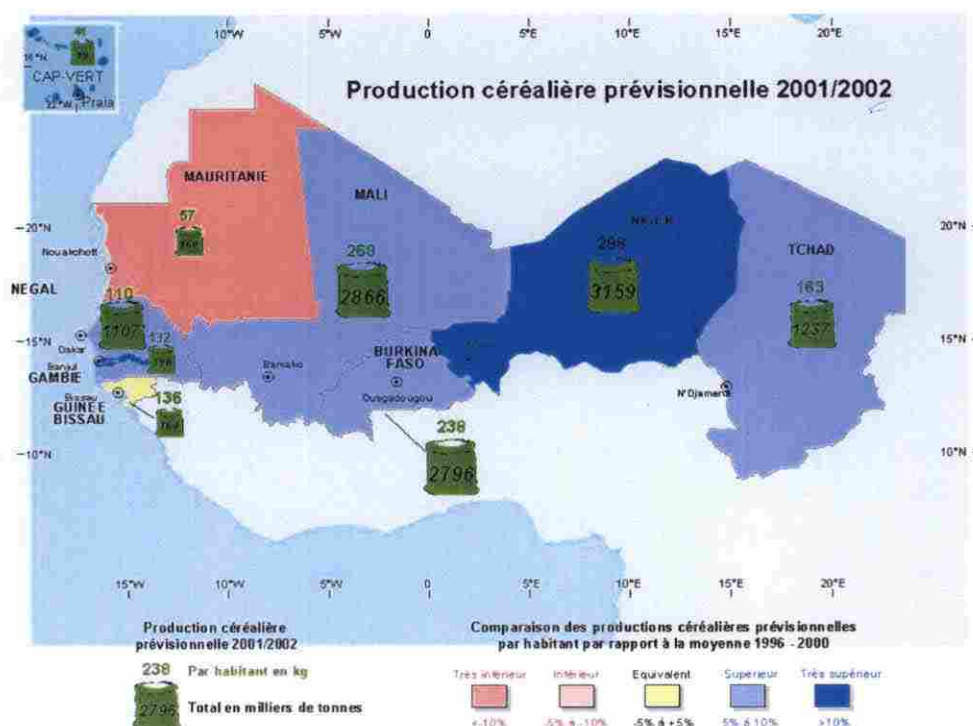 CAP-VERT
Praia
5°W
0
5°E
10°E
15°E
20°E
Production céréalière prévisionnelle 2001/2002
MAURITANIE
MALI
NIGER
TCHAD
57
20°N
20°N
Nouakchott
268
298
163
2866
3159
1237
NEGAL
110
1107
132
15°N
15°N
Dakar
Banjul
GAMBIE
Bamako
BURKINA
FASO
Ouagadougou
N'Djamena
Bissau
GUINEE
BISSAU
136
238
2796
10°N
10°N
15°W
10°W
5°W
0
5°E
10°E
15°E
20°E
Production céréalière
prévisionnelle 2001/2002
238 Par habitant en kg
2796 Total en milliers de tonnes
Comparaison des productions céréalières prévisionnelles
par habitant par rapport à la moyenne 1996 - 2000
Très inférieur
Inférieur
Equivalent
Supérieur
Très supérieur
<-10%
-5% à -10%
-5% à +5%
5% à 10%
>10%